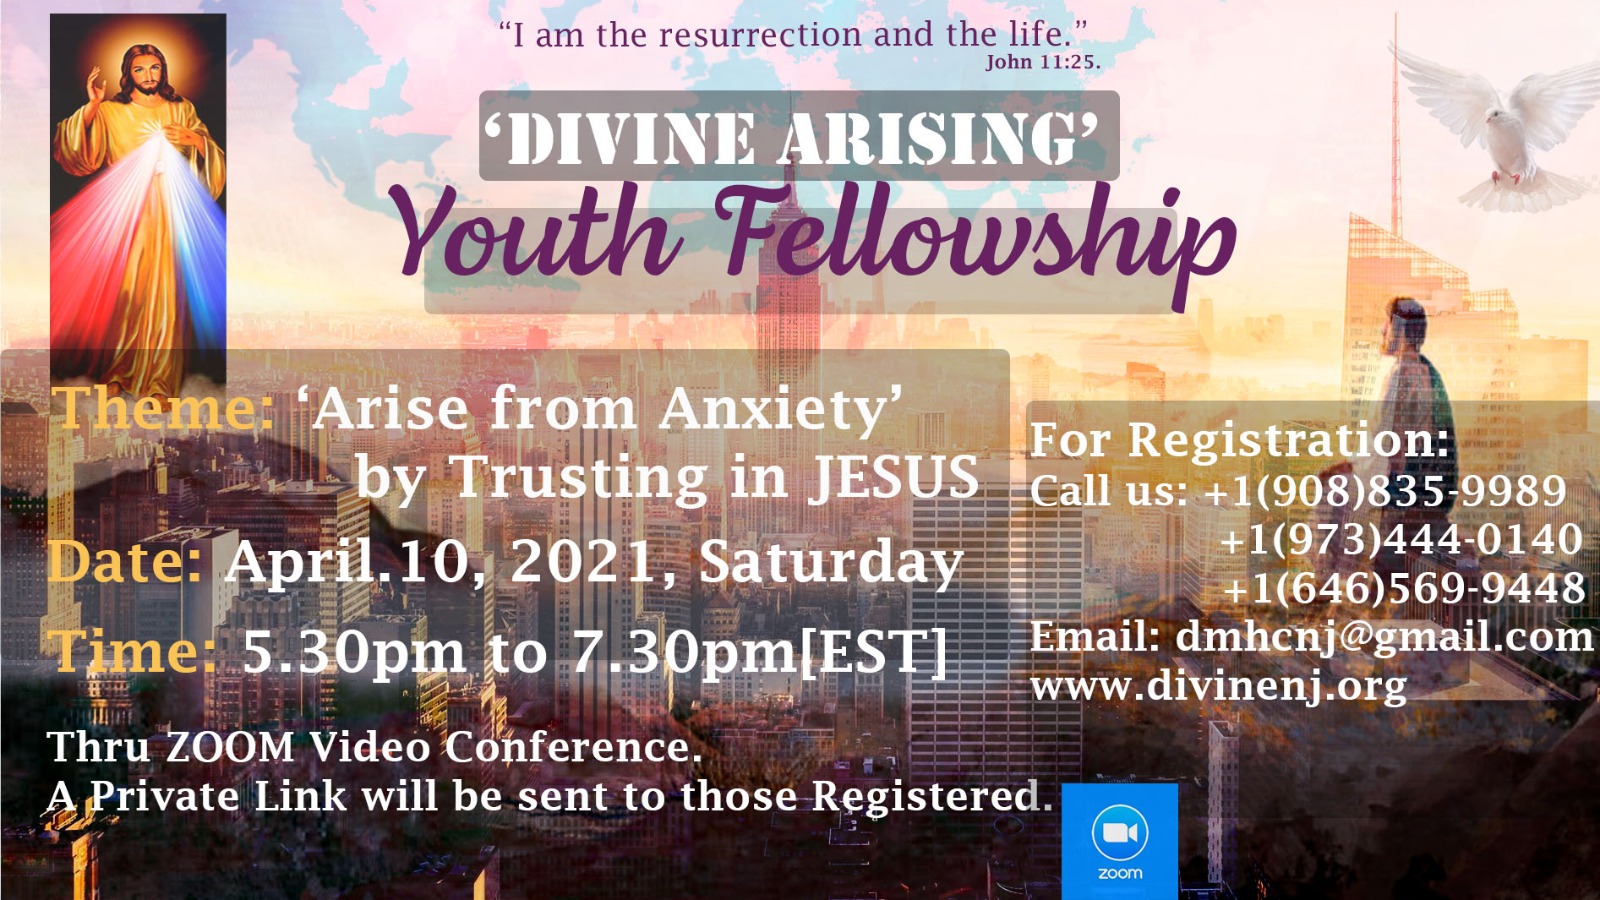 “I am the resurrection and the life.”
John 11:25.
‘DIVINE ARISING’
Youth Fellowship
Theme: ‘Arise from Anxiety’
by Trusting in JESUS
Date: April.10, 2021, Saturday
Time: 5.30pm to 7.30pm[EST]
Thru ZOOM Video Conference.
A Private Link will be sent to those Registered.
For Registration:
Call us: +1(908)835-9989
+1(973)444-0140
+1(646)569-9448
Email: dmhcnj@gmail.com
www.divinenj.org
zoom